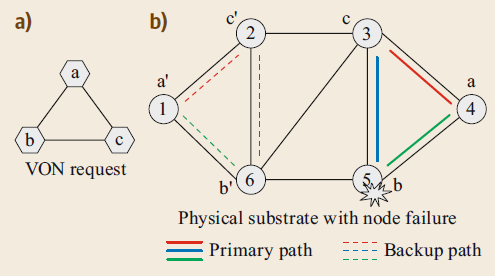 a)
a
b
c
VON request
b)
c'
2
c
3
a'
1
a
4
b'
6
5
b
Physical substrate with node failure
Primary path
Backup path